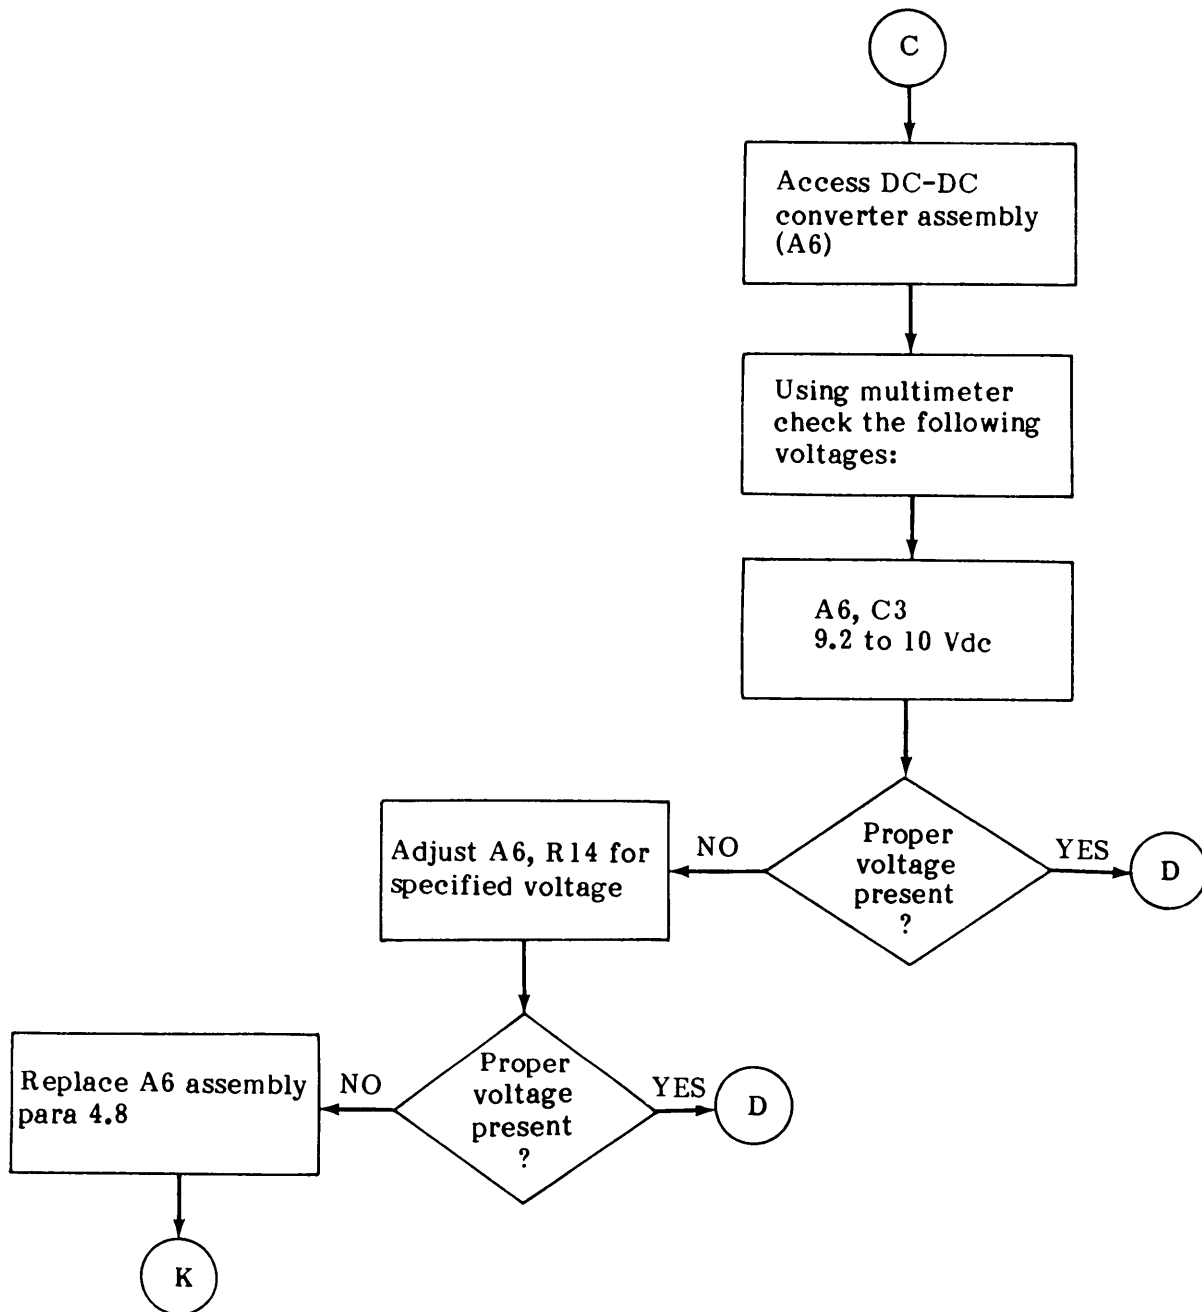 C
Access DC-DC
converter assembly
(A6)
Using multimeter
check the following
voltages:
A6, C3
9.2 to 10 Vdc
Proper
voltage
present
?
YES
D
NO
Adjust A6, R14 for
specified voltage
Proper
voltage
present
?
YES
D
NO
Replace A6 assembly
para 4.8
K